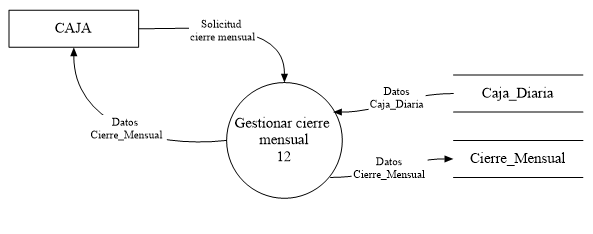 CAJA
Solicitud
cierre mensual
Datos
Caja_Diaria
Caja_Diaria
Datos
Cierre_Mensual
Gestionar cierre
mensual
12
Datos
Cierre_Mensual
Cierre_Mensual